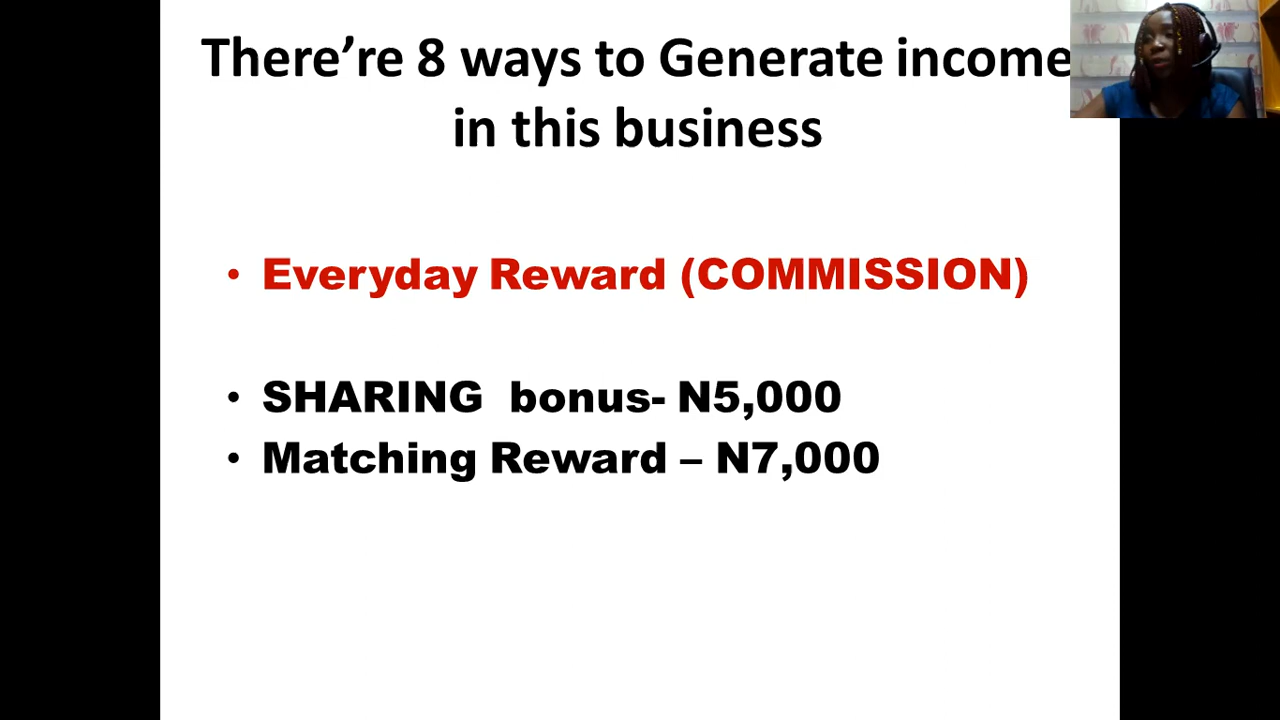 There’re 8 ways to Generate income
in this business
• Everyday Reward (COMMISSION)
• SHARING  bonus- N5,000
• Matching Reward – N7,000